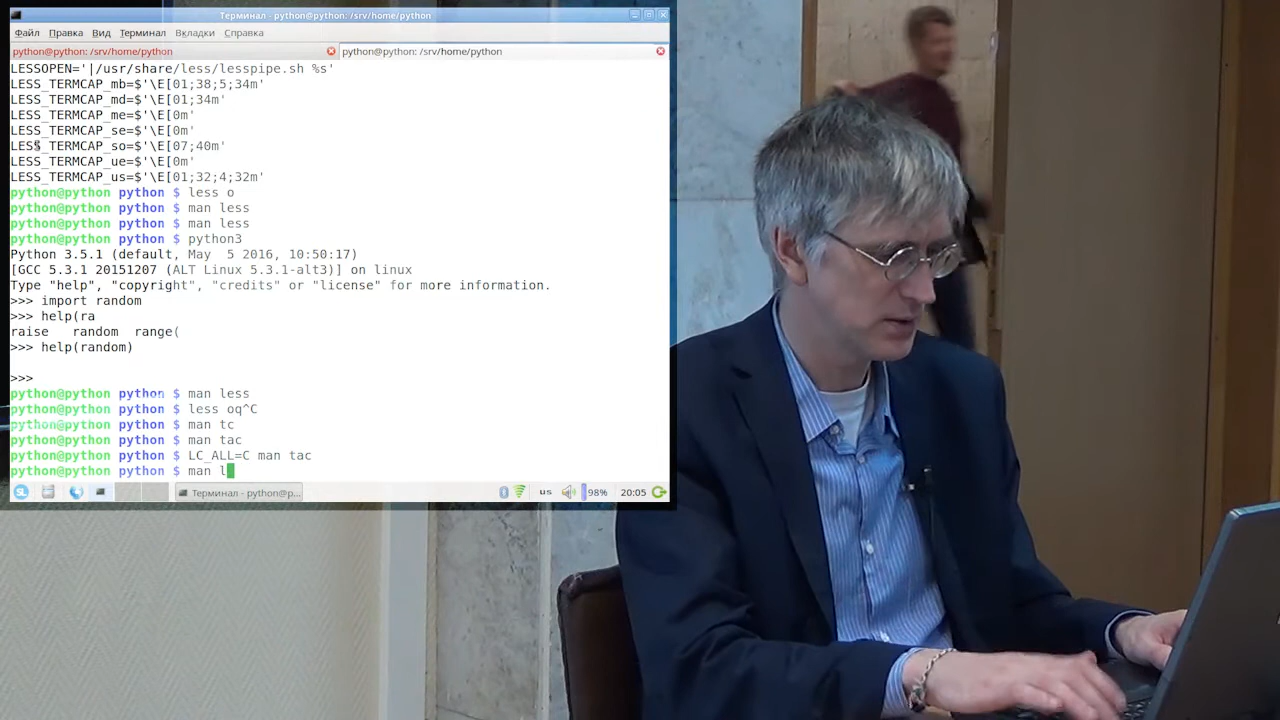 Терминал - python@python: /srv/home/python
Файл Правка Вид Терминал Вкладки Справка
python@python: /srv/home/python python@python: /srv/home/python
LESSOPEN='|/usr/share/less/lesspipe.sh %s'
LESS_TERMCAP_mb=$'\E[01;38;5;34m'
LESS_TERMCAP_md=$'\E[01;34m'
LESS_TERMCAP_me=$'\E[0m'
LESS_TERMCAP_se=$'\E[0m'
LESS_TERMCAP_so=$'\E[07;40m'
LESS_TERMCAP_ue=$'\E[0m'
LESS_TERMCAP_us=$'\E[01;32;4;32m'
python@python python $ less o
python@python python $ man less
python@python python $ man less
python@python python $ python3
Python 3.5.1 (default, May  5 2016, 10:50:17)
[GCC 5.3.1 20151207 (ALT Linux 5.3.1-alt3)] on linux
Type "help", "copyright", "credits" or "license" for more information.
>>> import random
>>> help(ra
raise   random  range(
>>> help(random)
>>>
python@python python $ man less
python@python python $ less oq^C
python@python python $ man tc
python@python python $ man tac
python@python python $ LC_ALL=C man tac
python@python python $ man l
SL Терминал - python@p... us 98% 20:05